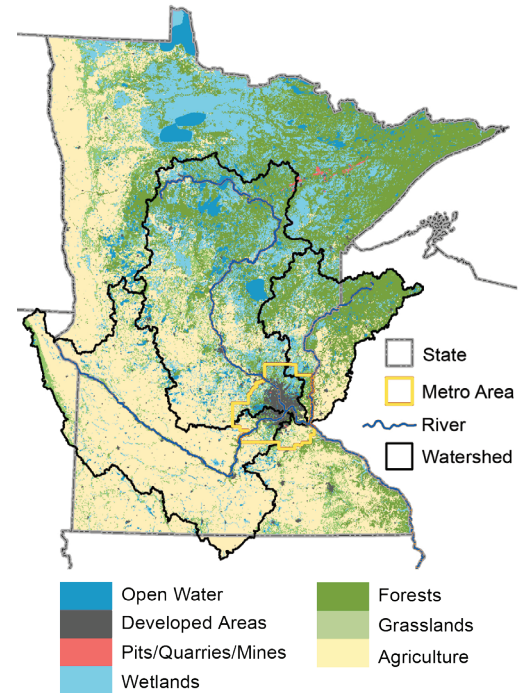 State
Metro Area
River
Watershed
Open Water
Developed Areas
Pits/Quarries/Mines
Wetlands
Forests
Grasslands
Agriculture